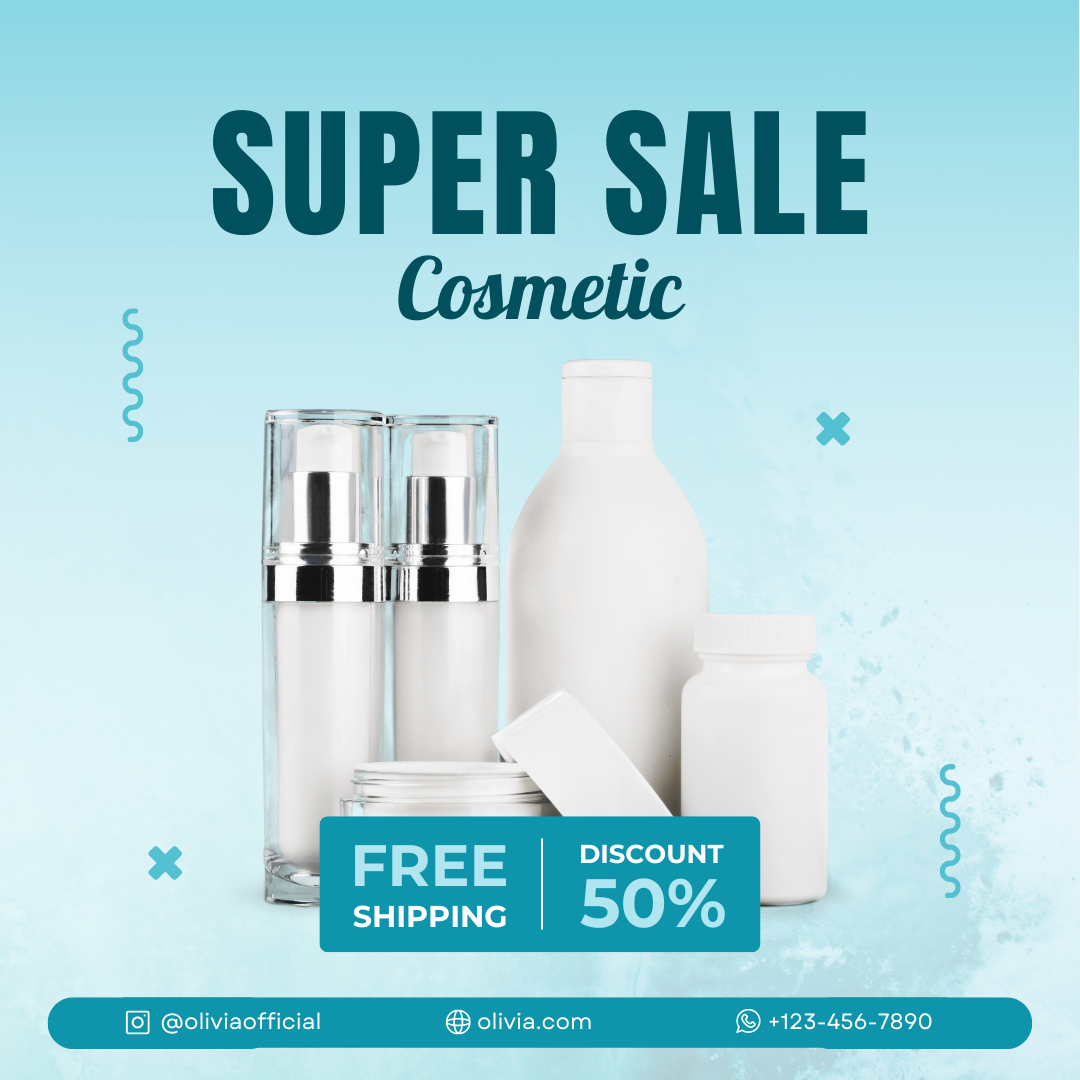 SUPER SALE
Cosmetic
FREE
SHIPPING
DISCOUNT
50%
@oliviaofficial
olivia.com
+123-456-7890